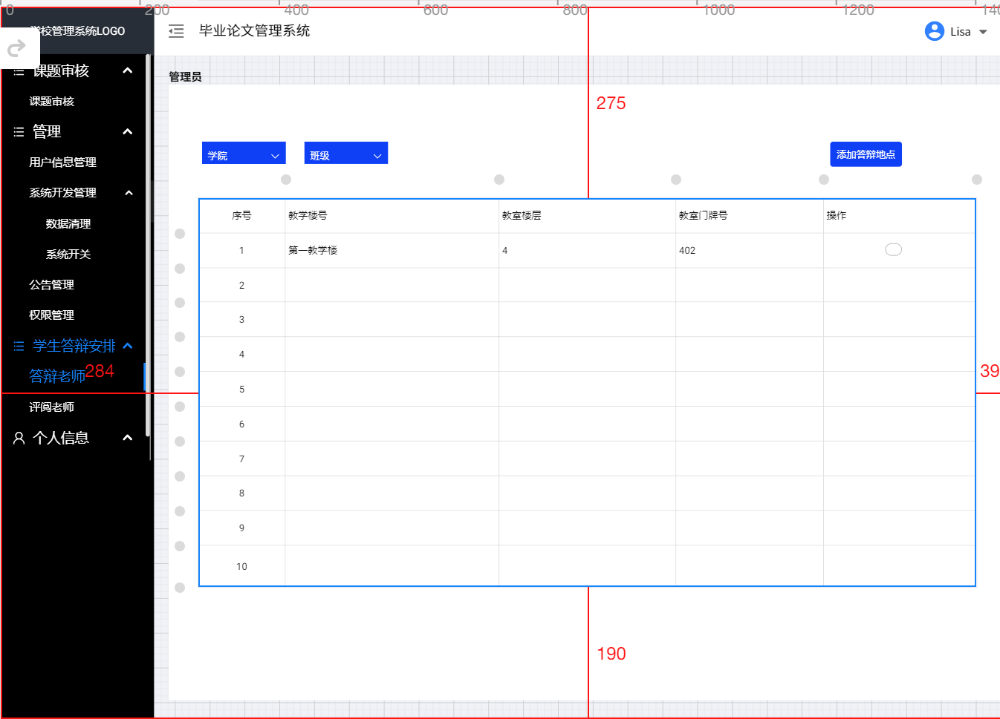 0 200 400 600 800 1000 1200
学校管理系统LOGO
毕业论文管理系统
Lisa
课题审核
管理员
课题审核
275
管理
用户信息管理
学院
班级
添加答辩地点
系统开发管理
数据清理
系统开关
公告管理
权限管理
学生答辩安排
答辩老师
284
评阅老师
个人信息
序号 教学楼号 教室楼层 教室门牌号 操作
1 第一教学楼 4 402
2
3
4
5
6
7
8
9
10
39
190